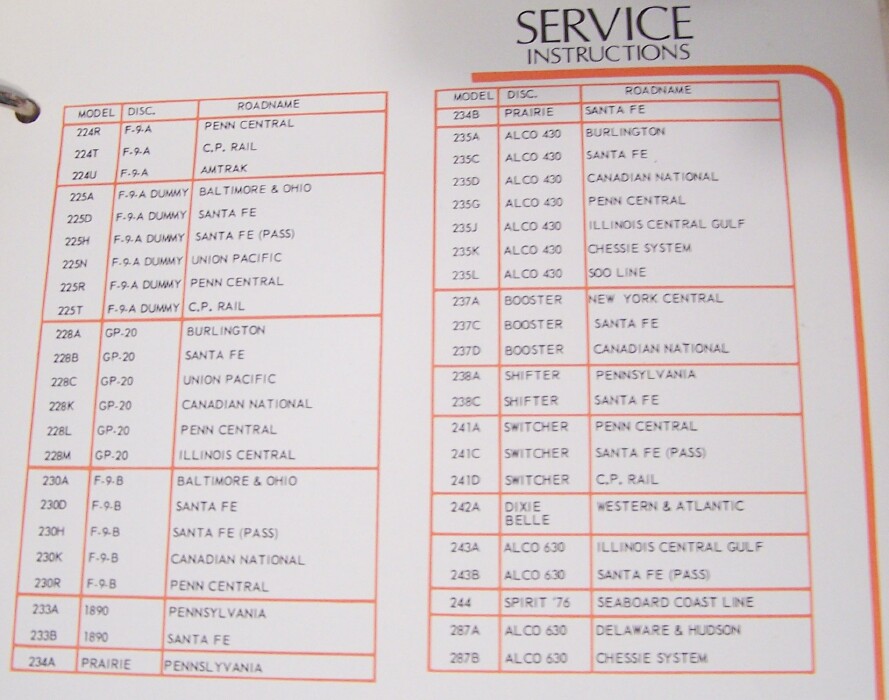 SERVICE
INSTRUCTIONS
MODEL DISC. ROADNAME
224R F-9-A PENN CENTRAL
224T F-9-A C.P. RAIL
224U F-9-A AMTRAK
225A F-9-A DUMMY BALTIMORE & OHIO
225D F-9-A DUMMY SANTA FE
225H F-9-A DUMMY SANTA FE (PASS)
225N F-9-A DUMMY UNION PACIFIC
225R F-9-A DUMMY PENN CENTRAL
225T F-9-A DUMMY C.P. RAIL
228A GP-20 BURLINGTON
228B GP-20 SANTA FE
228C GP-20 UNION PACIFIC
228K GP-20 CANADIAN NATIONAL
228L GP-20 PENN CENTRAL
228M GP-20 ILLINOIS CENTRAL
230A F-9-B BALTIMORE & OHIO
230D F-9-B SANTA FE
230H F-9-B SANTA FE (PASS)
230K F-9-B CANADIAN NATIONAL
230R F-9-B PENN CENTRAL
233A 1890 PENNSYLVANIA
233B 1890 SANTA FE
234A PRAIRIE PENNSLYVANIA
MODEL DISC. ROADNAME
234B PRAIRIE SANTA FE
235A ALCO 430 BURLINGTON
235C ALCO 430 SANTA FE
235D ALCO 430 CANADIAN NATIONAL
235G ALCO 430 PENN CENTRAL
235J ALCO 430 ILLINOIS CENTRAL GULF
235K ALCO 430 CHESSIE SYSTEM
235L ALCO 430 SOO LINE
237A BOOSTER NEW YORK CENTRAL
237C BOOSTER SANTA FE
237D BOOSTER CANADIAN NATIONAL
238A SHIFTER PENNSYLVANIA
238C SHIFTER SANTA FE
241A SWITCHER PENN CENTRAL
241C SWITCHER SANTA FE (PASS)
241D SWITCHER C.P. RAIL
242A DIXIE WESTERN & ATLANTIC
BELLE
243A ALCO 630 ILLINOIS CENTRAL GULF
243B ALCO 630 SANTA FE (PASS)
244 SPIRIT '76 SEABOARD COAST LINE
287A ALCO 630 DELAWARE & HUDSON
287B ALCO 630 CHESSIE SYSTEM